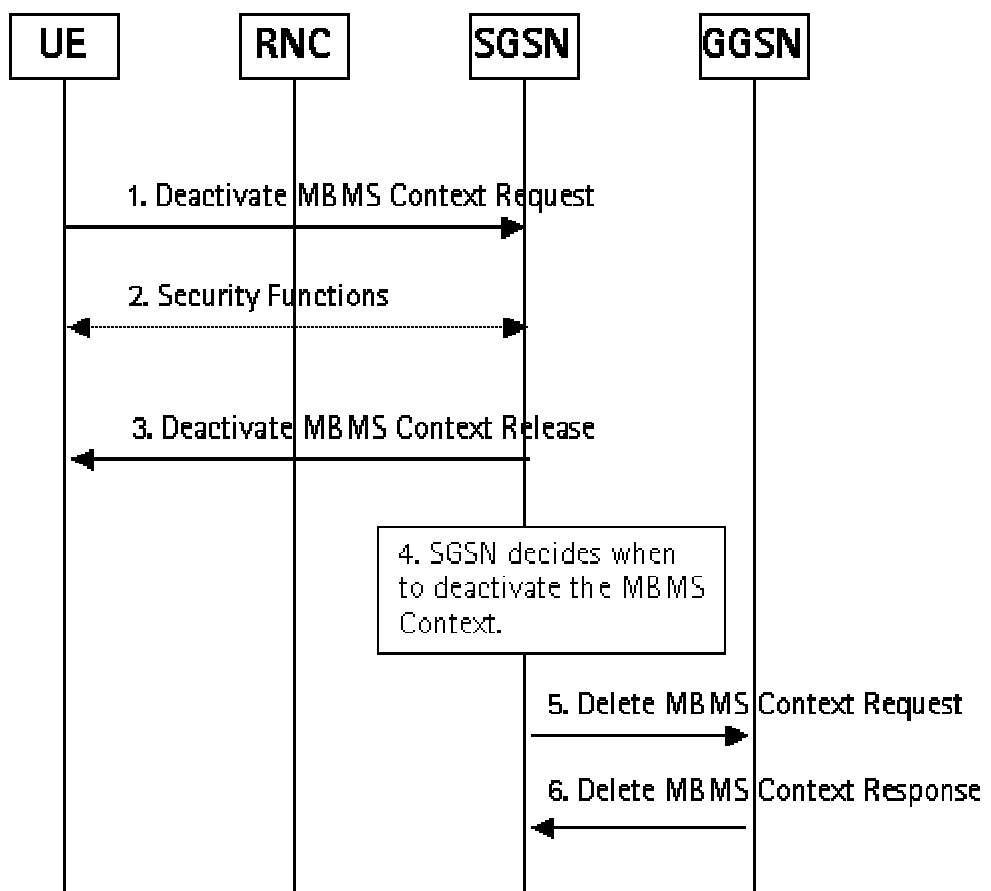 UE
RNC
SGSN
GGSN
1. Deactivate MBMS Context Request
2. Security Functions
3. Deactivate MBMS Context Release
4. SGSN decides when
to deactivate the MBMS
Context.
5. Delete MBMS Context Request
6. Delete MBMS Context Response